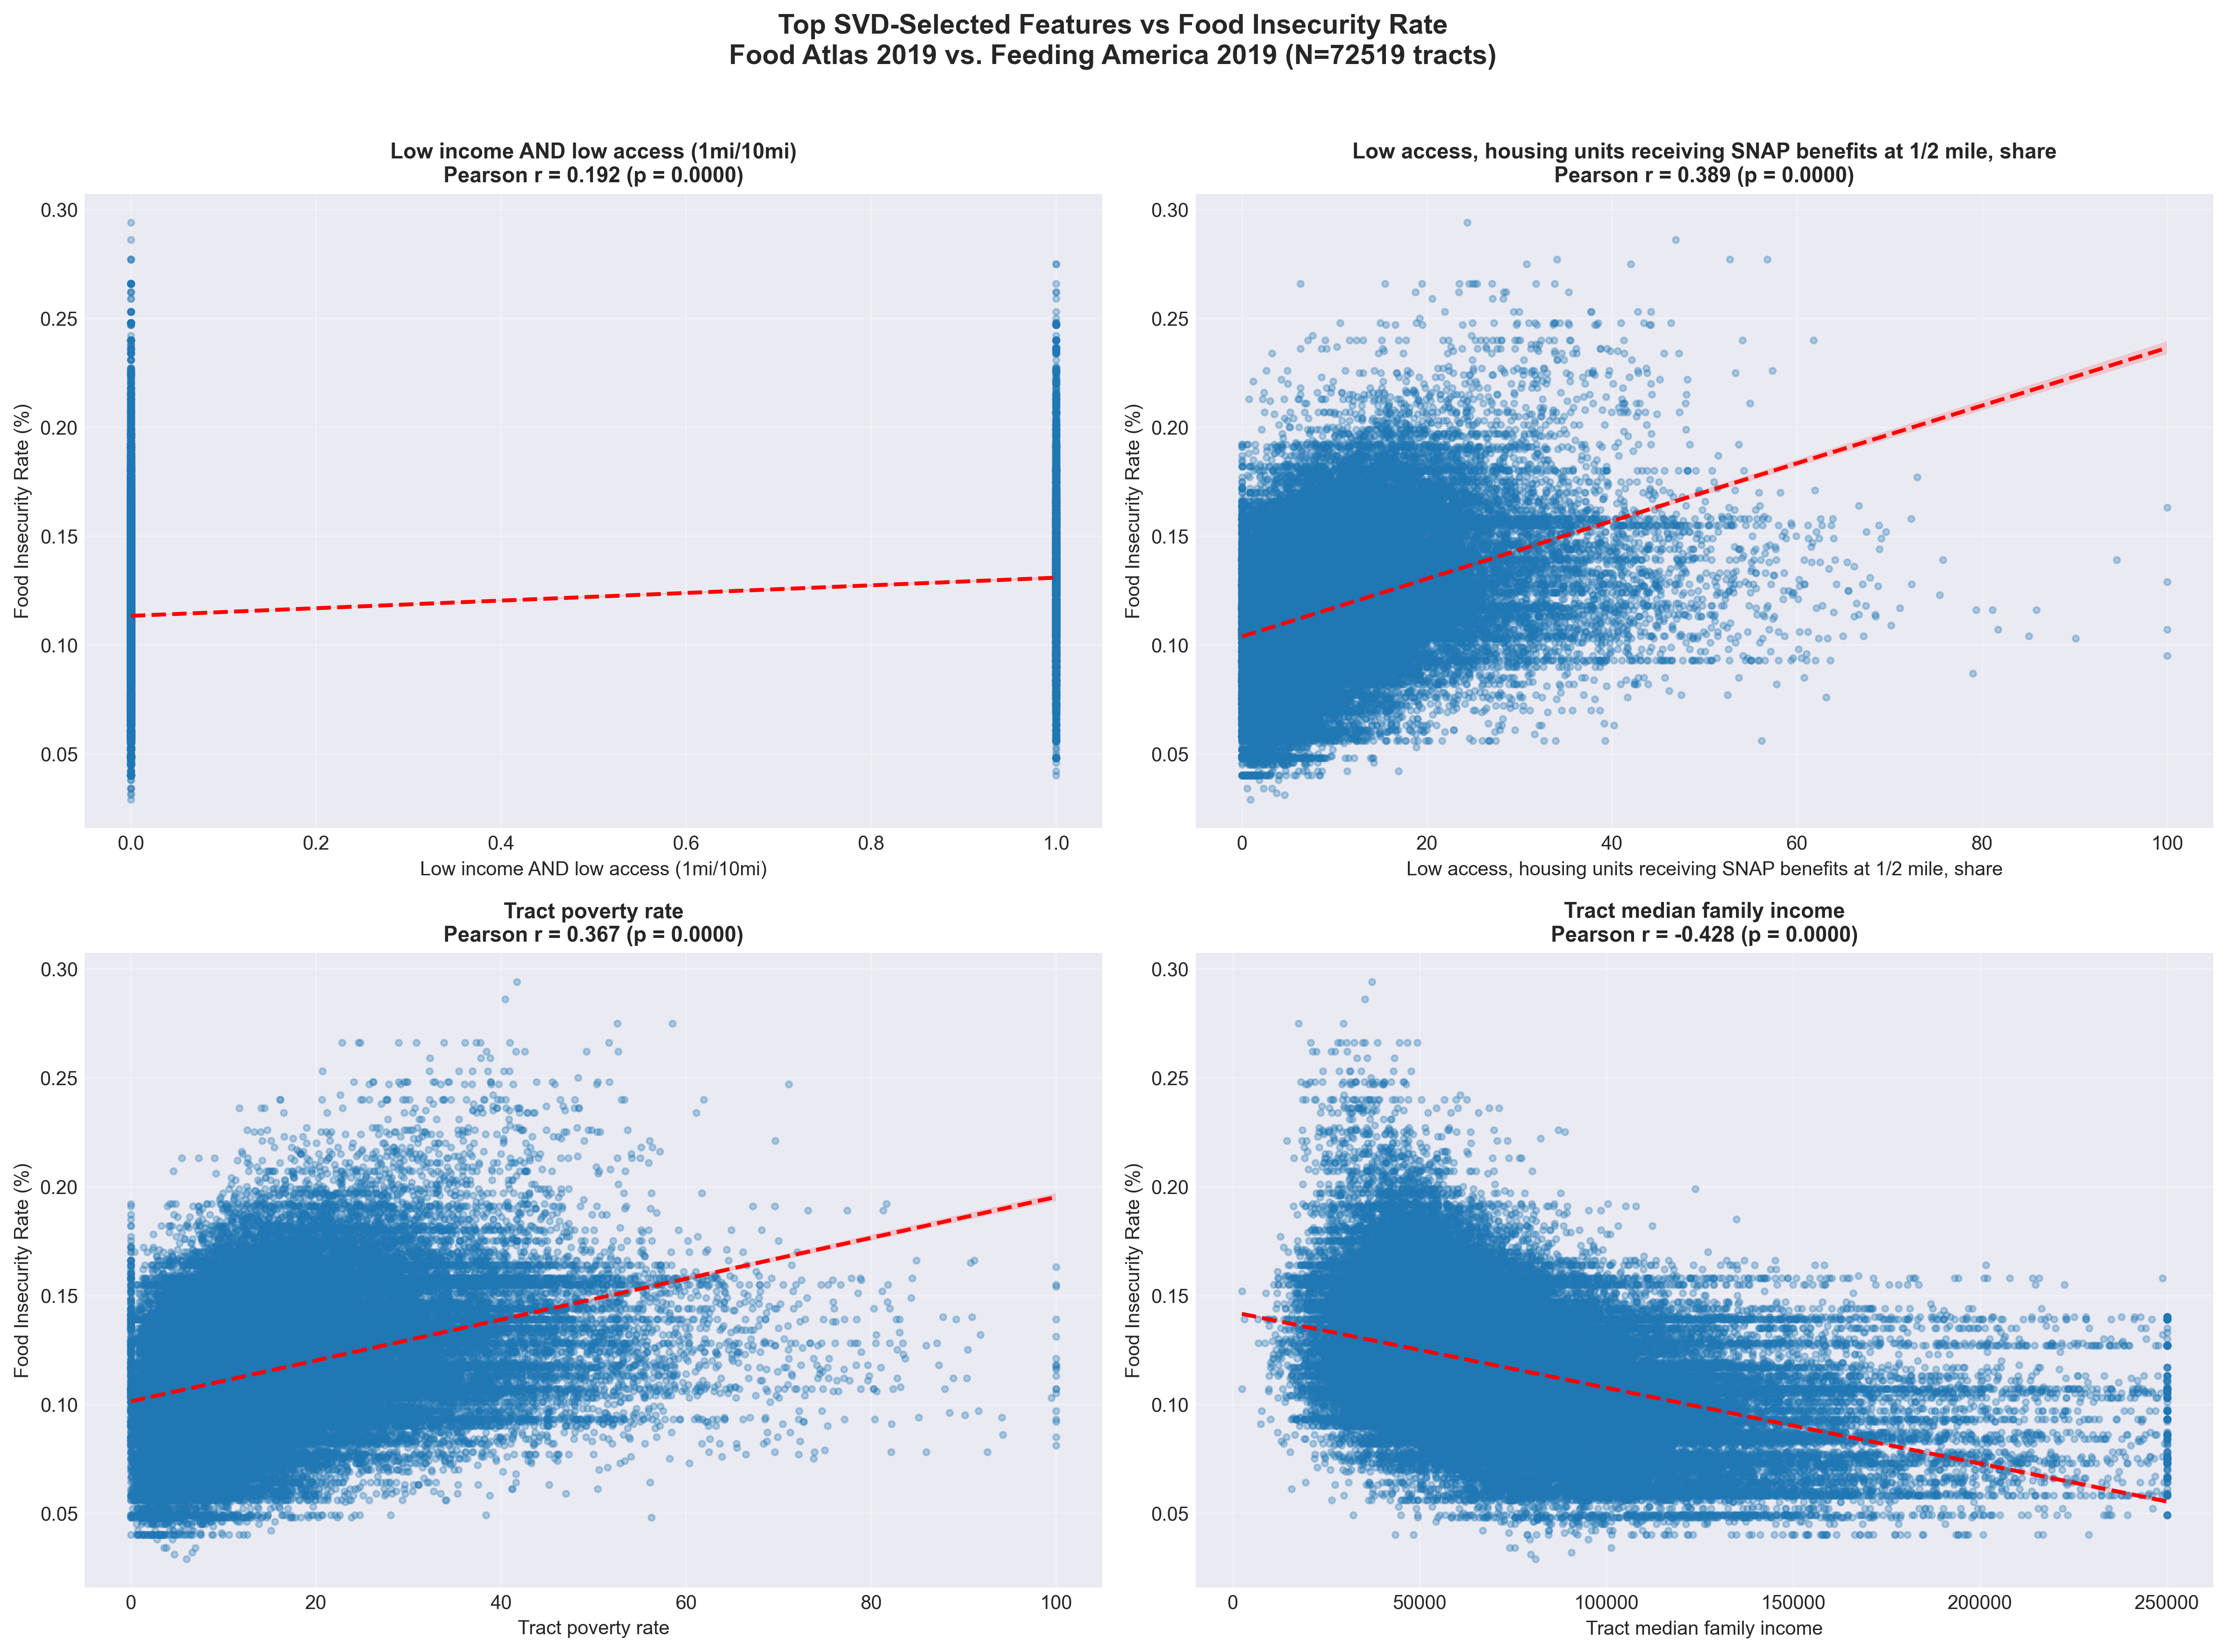 Top SVD-Selected Features vs Food Insecurity Rate
Food Atlas 2019 vs. Feeding America 2019 (N=72519 tracts)
Low income AND low access (1mi/10mi)
Pearson r = 0.192 (p = 0.0000)
0.30
0.25
0.20
0.15
0.10
0.05
Food Insecurity Rate (%)
0.0 0.2 0.4 0.6 0.8 1.0
Low income AND low access (1mi/10mi)
Low access, housing units receiving SNAP benefits at 1/2 mile, share
Pearson r = 0.389 (p = 0.0000)
0.30
0.25
0.20
0.15
0.10
0.05
Food Insecurity Rate (%)
0 20 40 60 80 100
Low access, housing units receiving SNAP benefits at 1/2 mile, share
Tract poverty rate
Pearson r = 0.367 (p = 0.0000)
0.30
0.25
0.20
0.15
0.10
0.05
Food Insecurity Rate (%)
0 20 40 60 80 100
Tract poverty rate
Tract median family income
Pearson r = -0.428 (p = 0.0000)
0.30
0.25
0.20
0.15
0.10
0.05
Food Insecurity Rate (%)
0 50000 100000 150000 200000 250000
Tract median family income